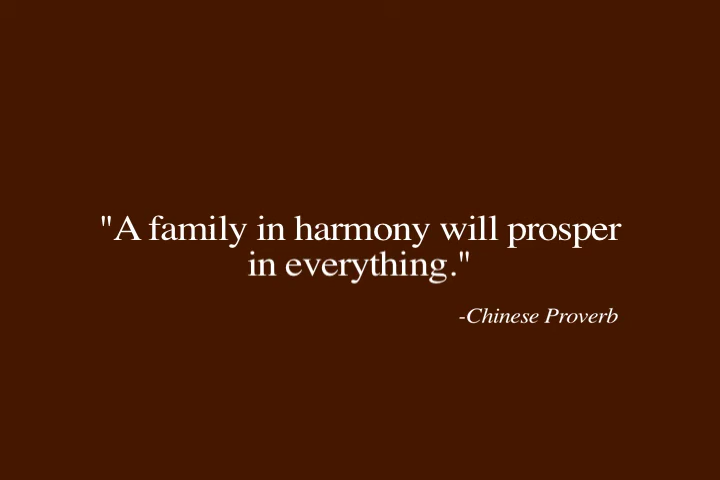 "A family in harmony will prosper
in everything."
-Chinese Proverb